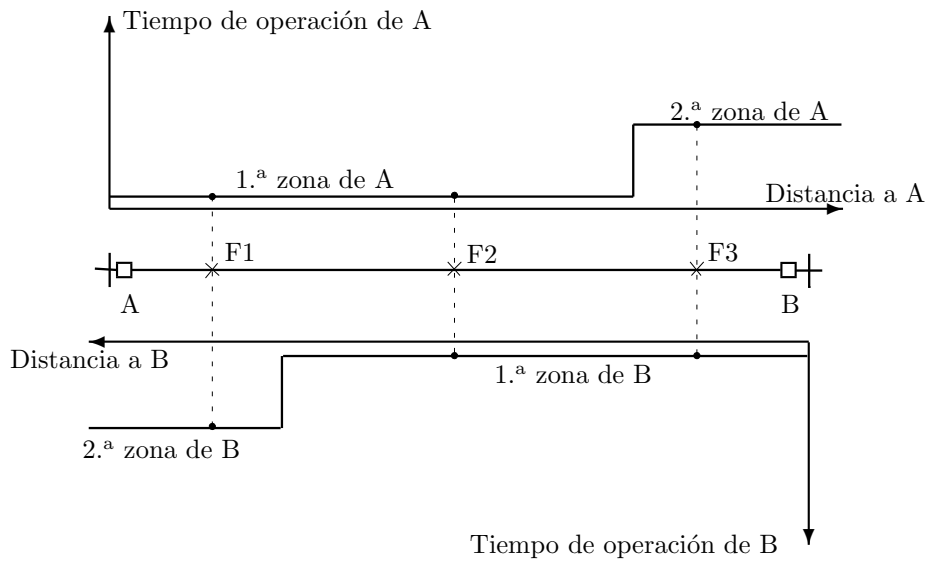 Tiempo de operación de A
2.ª zona de A
1.ª zona de A
Distancia a A
F1
F2
F3
A
B
Distancia a B
1.ª zona de B
2.ª zona de B
Tiempo de operación de B